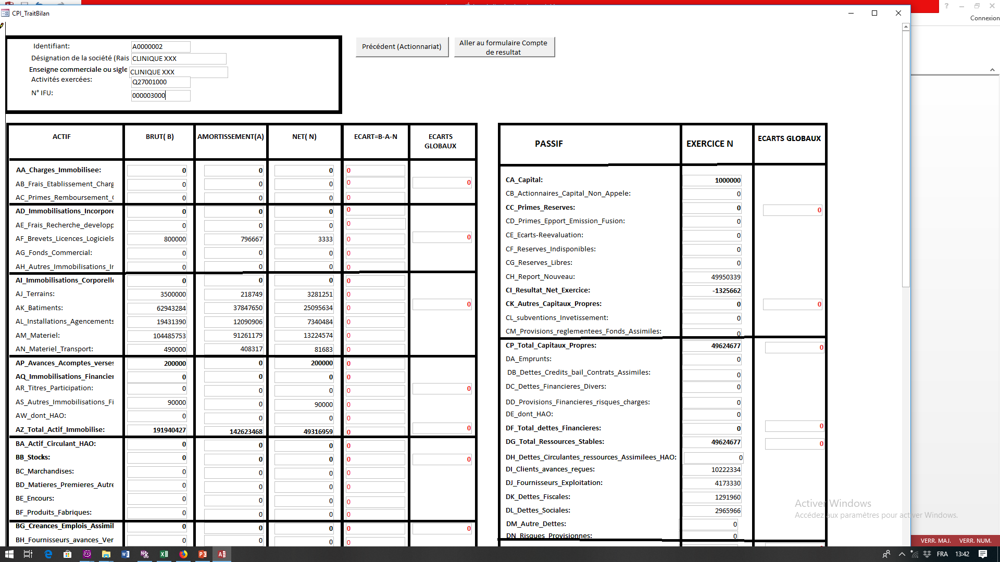 CPI_TraitBilan
Connexion
Identifiant: A0000002
Désignation de la société (Rais CLINIQUE XXX
Enseigne commerciale ou sigle CLINIQUE XXX
Activités exercées: Q27001000
N° IFU: 000003000
Précédent (Actionnariat)
Aller au formulaire Compte
de resultat
ACTIF BRUT( B) AMORTISSEMENT(A) NET( N) ECART=B-A-N ECARTS
GLOBAUX
AA_Charges_Immobilisee: 0 0 0 0
AB_Frais_Etablissement_Charg 0 0 0 0 0
AC_Primes_Remboursement_ 0 0 0 0
AD_Immobilisations_Incorpore 0 0 0 0
AE_Frais_Recherche_developp 0 0 0 0
AF_Brevets_Licences_Logiciels 800000 796667 3333 0 0
AG_Fonds_Commercial: 0 0 0 0
AH_Autres_Immobilisations_Ir 0 0 0 0
AI_Immobilisations_Corporelle 0 0 0 0
AJ_Terrains: 3500000 218749 3281251 0
AK_Batiments: 62943284 37847650 25095634 0 0
AL_Installations_Agencements 19431390 12090906 7340484 0
AM_Materiel: 104485753 91261179 13224574 0
AN_Materiel_Transport: 490000 408317 81683 0
AP_Avances_Acomptes_verses 200000 0 200000 0
AQ_Immobilisations_Financier 0 0 0 0
AR_Titres_Participation: 0 0 0 0 0
AS_Autres_Immobilisations_Fi 90000 0 90000 0
AW_dont_HAO: 0 0 0 0
AZ_Total_Actif_Immobilise: 191940427 142623468 49316959 0 0
BA_Actif_Circulant_HAO: 0 0 0 0
BB_Stocks: 0 0 0 0 0
BC_Marchandises: 0 0 0 0
BD_Matieres_Premieres_Autre 0 0 0 0
BE_Encours: 0 0 0 0
BF_Produits_Fabriques: 0 0 0 0
BG_Creances_Emplois_Assimil 0 0 0 0 0
BH_Fournisseurs_avances_Ver 0 0 0 0
PASSIF EXERCICE N ECARTS GLOBAUX
CA_Capital: 1000000
CB_Actionnaires_Capital_Non_Appele: 0
CC_Primes_Reserves: 0 0
CD_Primes_Epport_Emission_Fusion: 0
CE_Ecarts-Reevaluation: 0
CF_Reserves_Indisponibles: 0
CG_Reserves_Libres: 0
CH_Report_Nouveau: 49950339
CI_Resultat_Net_Exercice: -1325662
CK_Autres_Capitaux_Propres: 0 0
CL_subventions_Invetissement: 0
CM_Provisions_reglementees_Fonds_Assimiles: 0
CP_Total_Capitaux_Propres: 49624677 0
DA_Emprunts: 0
DB_Dettes_Credits_bail_Contrats_Assimiles: 0
DC_Dettes_Financieres_Divers: 0
DD_Provisions_Financieres_risques_charges: 0
DE_dont_HAO: 0
DF_Total_dettes_Financieres: 0 0
DG_Total_Ressources_Stables: 49624677 0
DH_Dettes_Circulantes_ressources_Assimilees_HAO: 0
DI_Clients_avances_reçues: 10222334
DJ_Fournisseurs_Exploitation: 4173330
DK_Dettes_Fiscales: 1291960
DL_Dettes_Sociales: 2965966
DM_Autre_Dettes: 0
DN_Risques_Provisionnes: 0
Activer Windows
Accédez aux paramètres pour activer Windows.
VERR. MAJ. VERR. NUM.
FRA 13:42